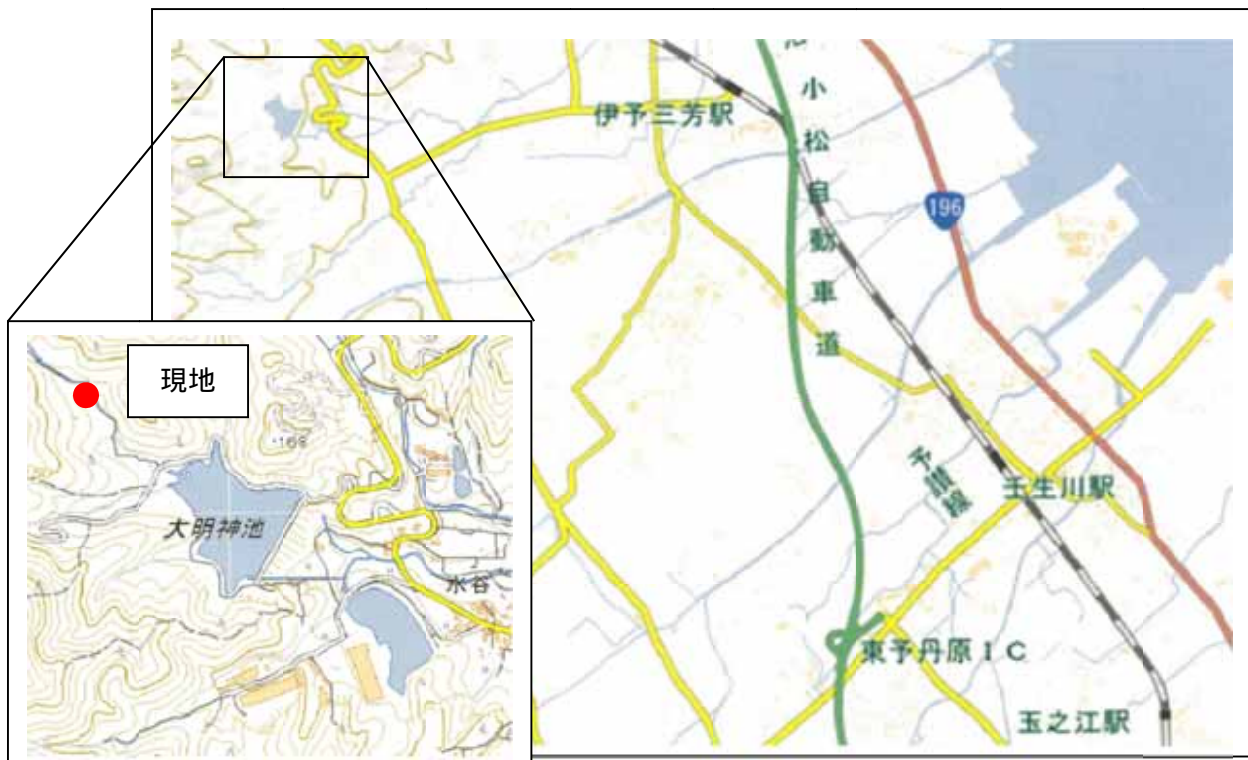 伊予三芳駅
小松自動車道
196
現地
・169
大明神池
水谷
予讃線
壬生川駅
東予丹原IC
玉之江駅